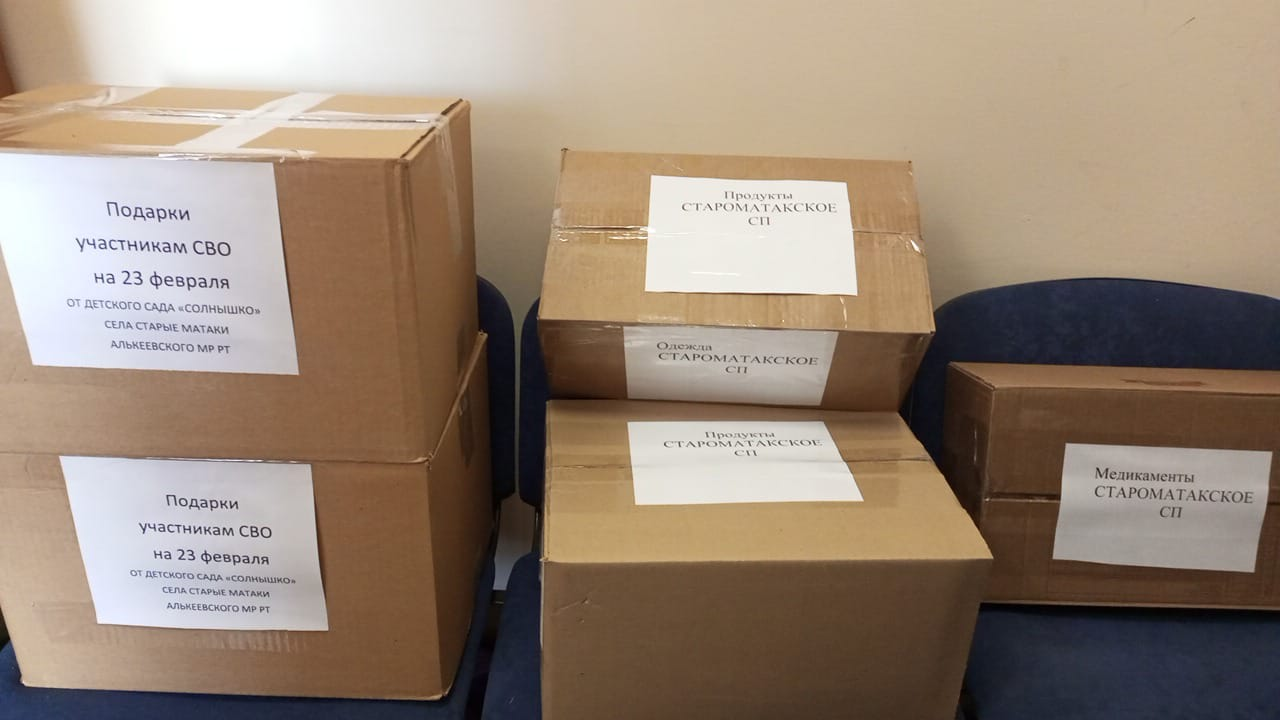 Подарки
участникам СВО
на 23 февраля
ОТ ДЕТСКОГО САДА «СОЛНЫШКО»
СЕЛА СТАРЫЕ МАТАКИ
АЛЬКЕЕВСКОГО МР РТ
Подарки
участникам СВО
на 23 февраля
ОТ ДЕТСКОГО САДА «СОЛНЫШКО»
СЕЛА СТАРЫЕ МАТАКИ
АЛЬКЕЕВСКОГО МР РТ
Продукты
СТАРОМАТАКСКОЕ
СП
Одежда
СТАРОМАТАКСКОЕ
СП
Продукты
СТАРОМАТАКСКОЕ
СП
Медикаменты
СТАРОМАТАКСКОЕ
СП